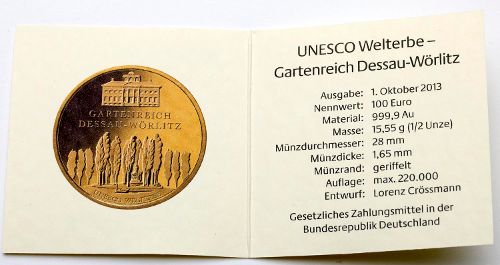 GARTENREICH
DESSAU-WÖRLITZ
UNESCO Welterbe –
Gartenreich Dessau-Wörlitz
Ausgabe: 1. Oktober 2013
Nennwert: 100 Euro
Material: 999,9 Au
Masse: 15,55 g (1/2 Unze)
Münzdurchmesser: 28 mm
Münzdicke: 1,65 mm
Münzrand: geriffelt
Auflage: max. 220.000
Entwurf: Lorenz Crössmann
Gesetzliches Zahlungsmittel in der
Bundesrepublik Deutschland